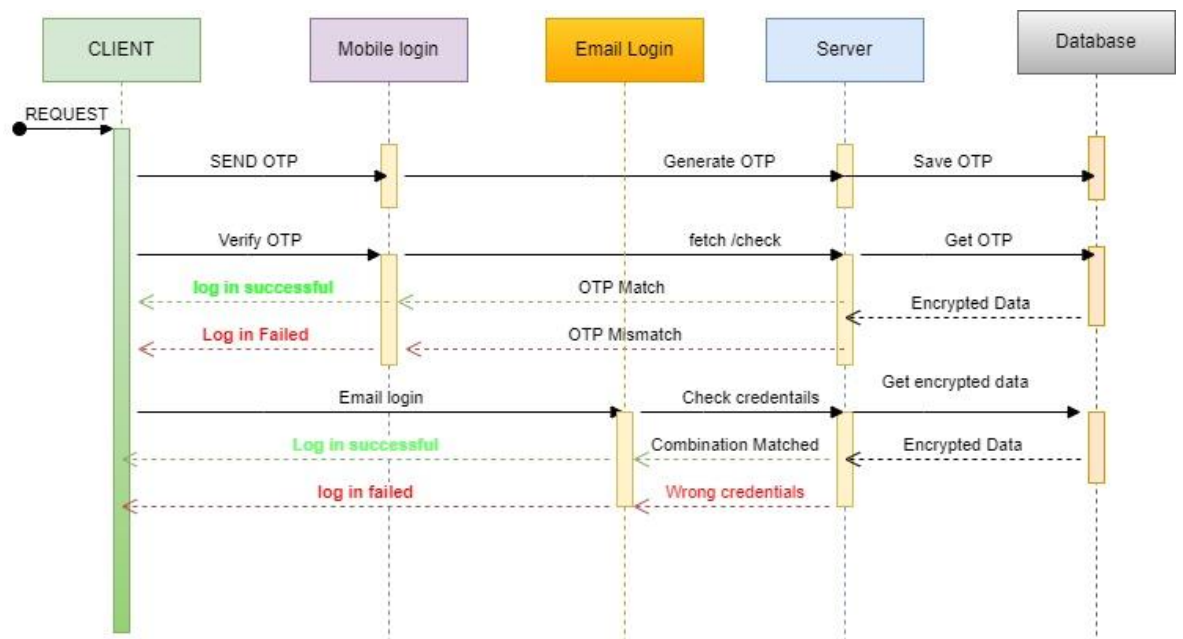 CLIENT
Mobile login
Email Login
Server
Database
REQUEST
SEND OTP
Generate OTP
Save OTP
Verify OTP
fetch /check
Get OTP
log in successful
OTP Match
Encrypted Data
Log in Failed
OTP Mismatch
Get encrypted data
Email login
Check credentails
Log in successful
Combination Matched
Encrypted Data
log in failed
Wrong credentials